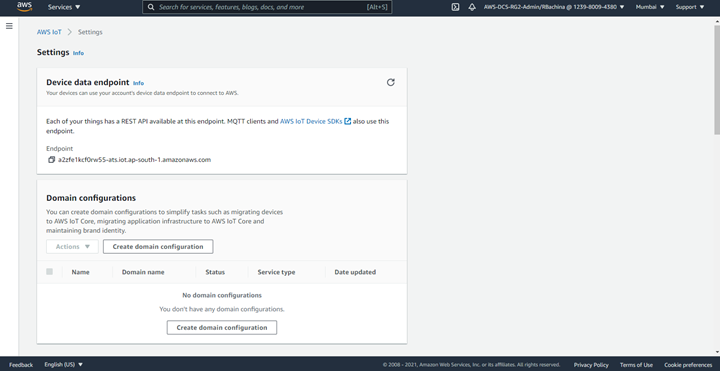 aws
Services
Search for services, features, blogs, docs, and more
[Alt+S]
AWS-DCS-RG2-Admin/RBachina @ 1239-8009-4380
Mumbai
Support
AWS IoT > Settings
Settings Info
Device data endpoint Info
Your devices can use your account's device data endpoint to connect to AWS.
Each of your things has a REST API available at this endpoint. MQTT clients and AWS IoT Device SDKs also use this
endpoint.
Endpoint
a2zfe1kcf0rw55-ats.iot.ap-south-1.amazonaws.com
Domain configurations
You can create domain configurations to simplify tasks such as migrating devices
to AWS IoT Core, migrating application infrastructure to AWS IoT Core and
maintaining brand identity.
Actions
Create domain configuration
Name Domain name Status Service type Date updated
No domain configurations
You don't have any domain configurations.
Create domain configuration
Feedback English (US) © 2008 - 2021, Amazon Web Services, Inc. or its affiliates. All rights reserved. Privacy Policy Terms of Use Cookie preferences